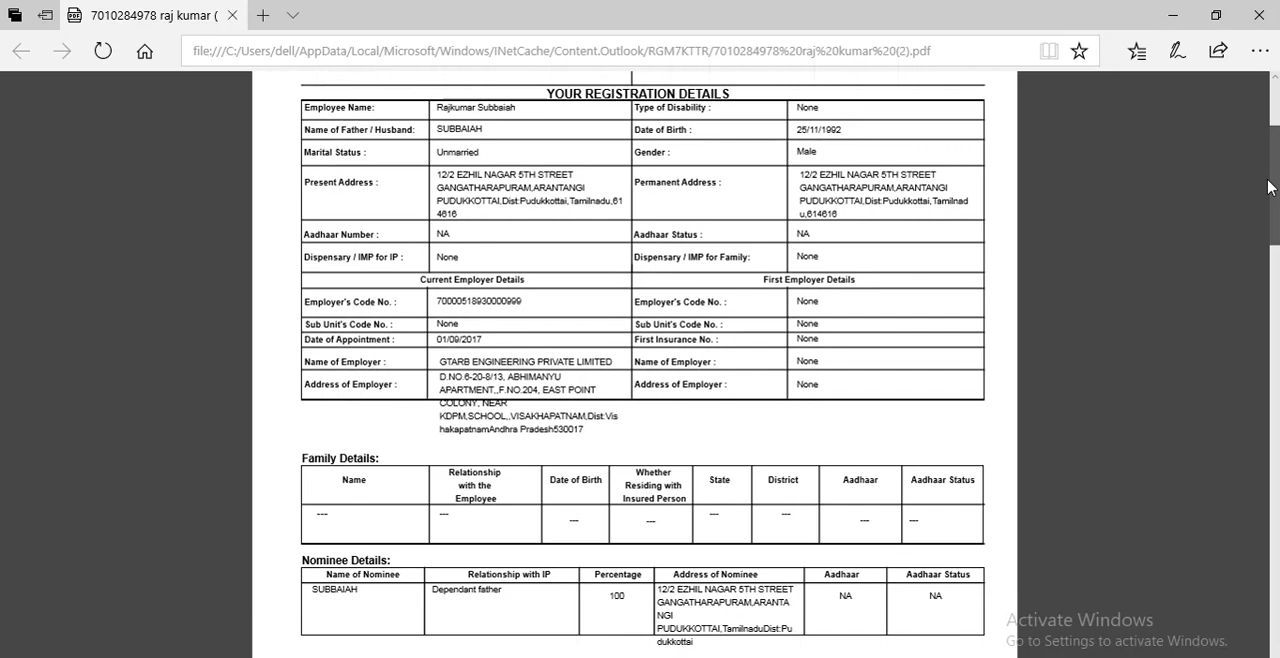 7010284978 raj kumar (
file:///C:/Users/dell/AppData/Local/Microsoft/Windows/INetCache/Content.Outlook/RGM7KTTR/7010284978%20raj%20kumar%20(2).pdf
YOUR REGISTRATION DETAILS
Employee Name: Rajkumar Subbaiah Type of Disability : None
Name of Father / Husband: SUBBAIAH Date of Birth : 25/11/1992
Marital Status : Unmarried Gender : Male
Present Address : 12/2 EZHIL NAGAR 5TH STREET
GANGATHARAPURAM,ARANTANGI
PUDUKKOTTAI,Dist:Pudukkottai,Tamilnadu,61
4616
Permanent Address : 12/2 EZHIL NAGAR 5TH STREET
GANGATHARAPURAM,ARANTANGI
PUDUKKOTTAI,Dist:Pudukkottai,Tamilnad
u,614616
Aadhaar Number : NA Aadhaar Status : NA
Dispensary / IMP for IP : None Dispensary / IMP for Family: None
Current Employer Details First Employer Details
Employer's Code No. : 70000518930000999 Employer's Code No. : None
Sub Unit's Code No. : None Sub Unit's Code No. : None
Date of Appointment : 01/09/2017 First Insurance No. : None
Name of Employer : GTARB ENGINEERING PRIVATE LIMITED Name of Employer : None
Address of Employer : D.NO.6-20-8/13, ABHIMANYU
APARTMENT,,F.NO.204, EAST POINT
COLONY, NEAR
KDPM,SCHOOL,,VISAKHAPATNAM,Dist:Vis
hakapatnamAndhra Pradesh530017
Address of Employer : None
Family Details:
Name Relationship with the Employee Date of Birth Whether Residing with Insured Person State District Aadhaar Aadhaar Status
--- --- --- --- --- --- --- ---
Nominee Details:
Name of Nominee Relationship with IP Percentage Address of Nominee Aadhaar Aadhaar Status
SUBBAIAH Dependant father 100 12/2 EZHIL NAGAR 5TH STREET
GANGATHARAPURAM,ARANTA
NGI
PUDUKKOTTAI,TamilnaduDist:Pu
dukkottai
NA NA
Activate Windows
Go to Settings to activate Windows.